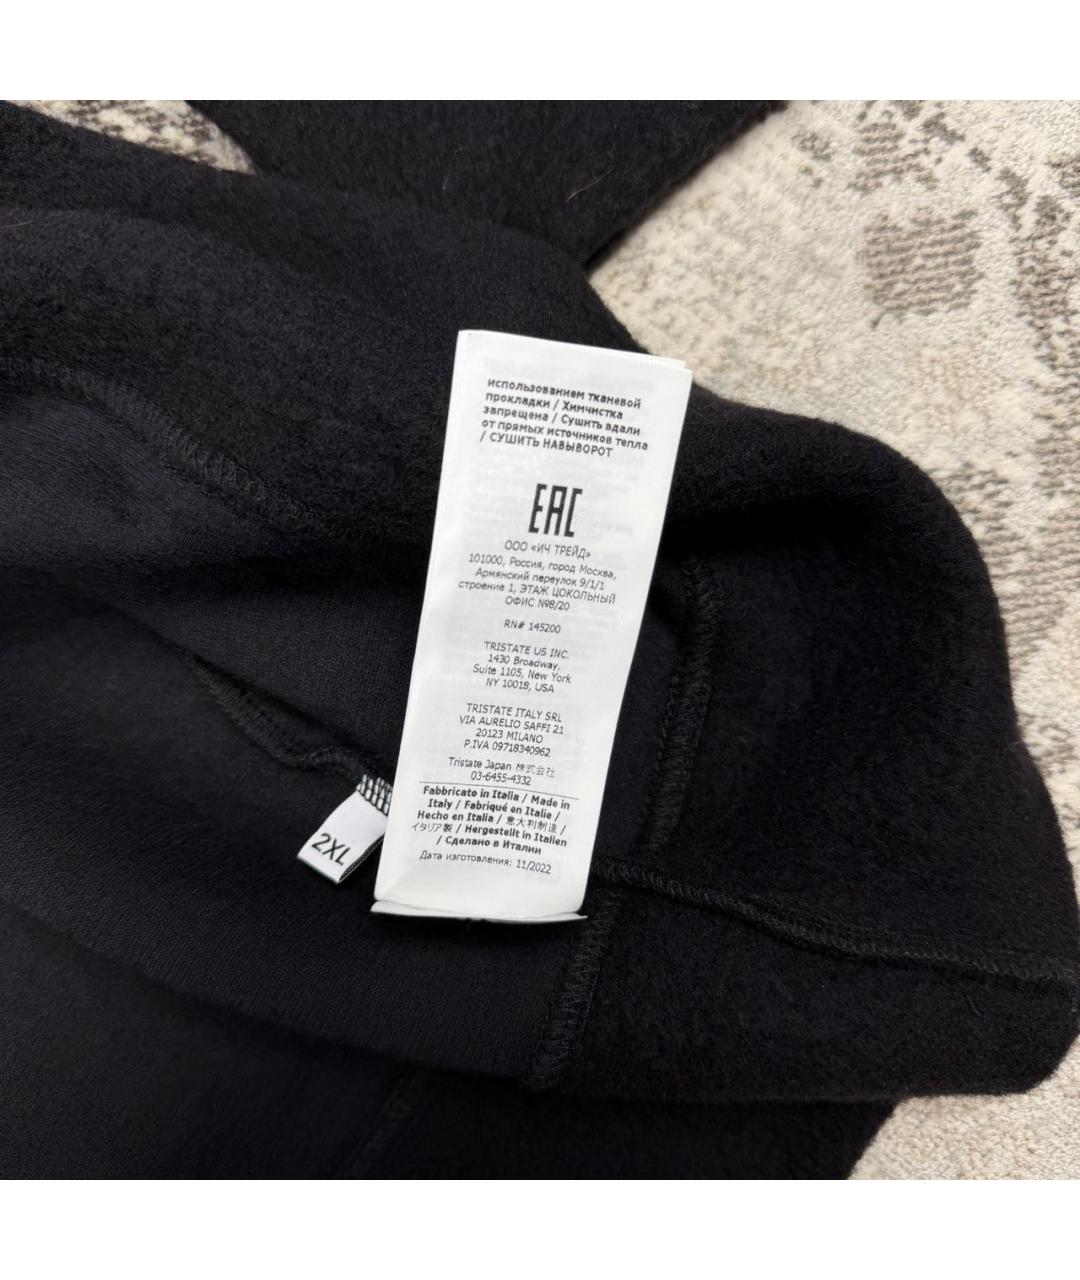 использованием тканевой
прокладки / Химчистка
запрещена / Сушить вдали
от прямых источников тепла
/ СУШИТЬ НАВЫВОРОТ
EAC
ООО «ИЧ ТРЕЙД»
101000, Россия, город Москва,
Армянский переулок 9/1/1
строение 1, ЭТАЖ ЦОКОЛЬНЫЙ
ОФИС №8/20
RN# 145200
TRISTATE US INC.
1430 Broadway,
Suite 1105, New York
NY 10018, USA
TRISTATE ITALY SRL
VIA AURELIO SAFFI 21
20123 MILANO
P.IVA 09718340962
Tristate Japan 株式会社
03-6455-4332
Fabbricato in Italia / Made in
Italy / Fabriqué en Italie /
Hecho en Italia / 意大利制造 /
イタリア製 / Hergestellt in Italien
/ Сделано в Италии
Дата изготовления: 11/2022
2XL